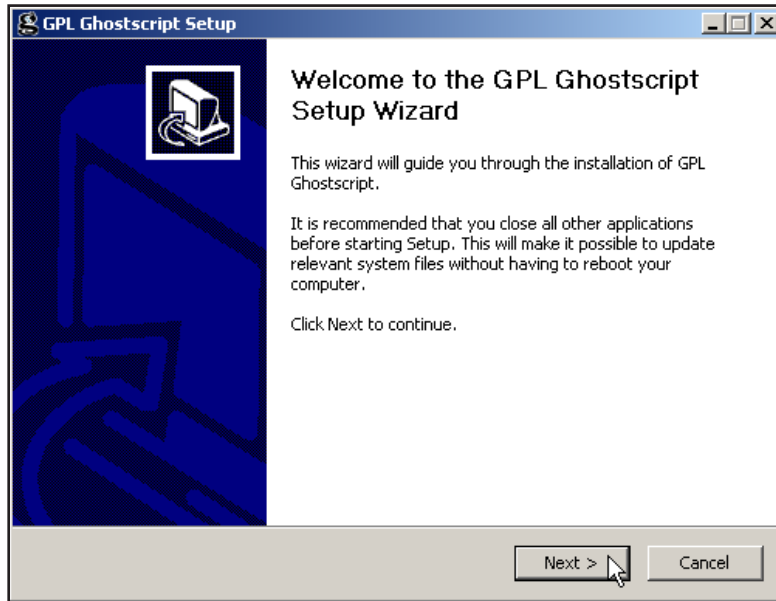 GPL Ghostscript Setup
Welcome to the GPL Ghostscript
Setup Wizard
This wizard will guide you through the installation of GPL
Ghostscript.
It is recommended that you close all other applications
before starting Setup. This will make it possible to update
relevant system files without having to reboot your
computer.
Click Next to continue.
Next >
Cancel